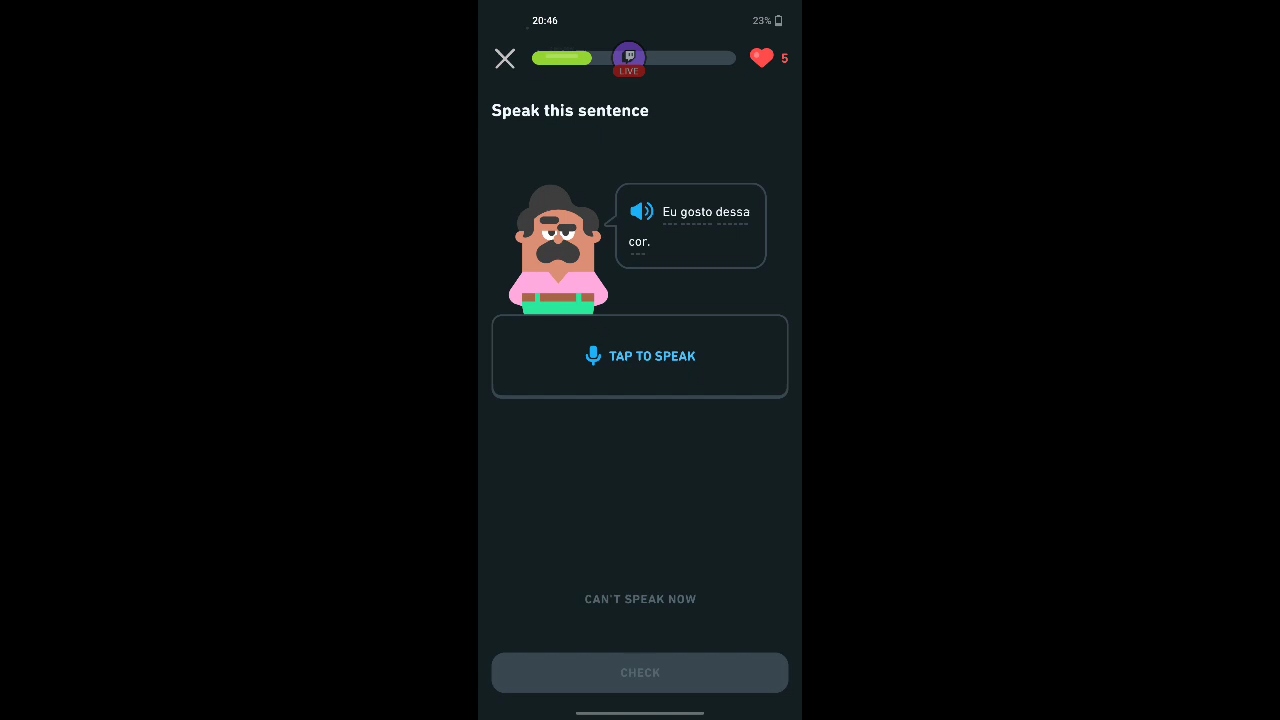 20:46
23%
5
LIVE
Speak this sentence
Eu gosto dessa
cor.
TAP TO SPEAK
CAN'T SPEAK NOW
CHECK